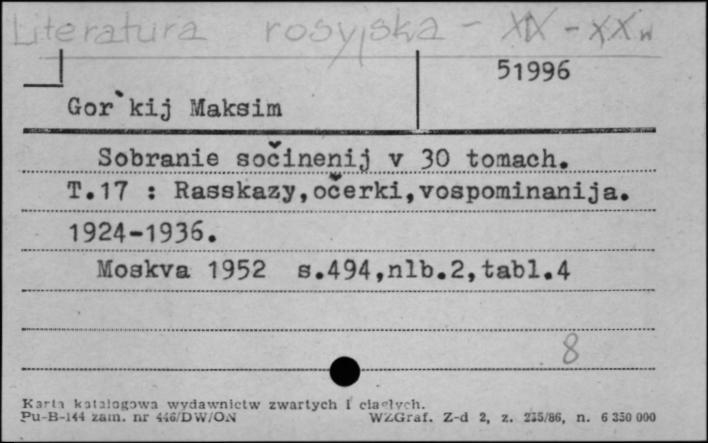 Literatura rosyjska - XIX - XX w
51996
Gor`kij Maksim
Sobranie sočinenij v 30 tomach.
T.17 : Rasskazy,očerki,vospominanija.
1924-1936.
Moskva 1952 s.494,nlb.2,tabl.4
8
Karta katalogowa wydawnictw zwartych i ciągłych.
Pu-B-144 zam. nr 446/DW/ON WZGraf. Z-d 2, z. 235/86, n. 6 350 000